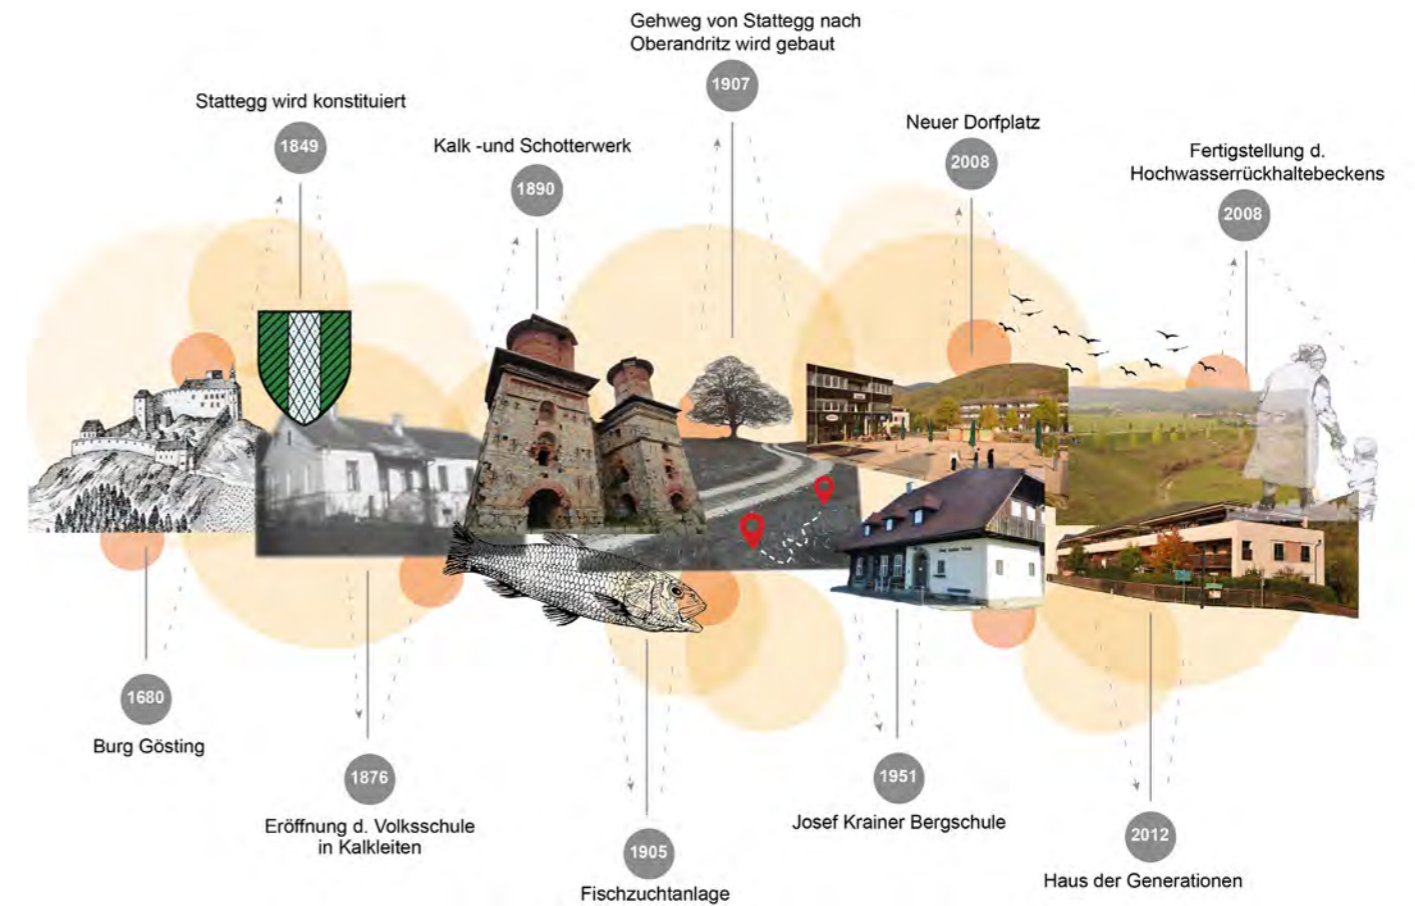 Gehweg von Stattegg nach
Oberandritz wird gebaut
1907
Stattegg wird konstituiert
1849
Kalk -und Schotterwerk
1890
Neuer Dorfplatz
2008
Fertigstellung d.
Hochwasserrückhaltebeckens
2008
1680
Burg Gösting
1876
Eröffnung d. Volksschule
in Kalkleiten
1905
Fischzuchtanlage
1951
Josef Krainer Bergschule
2012
Haus der Generationen